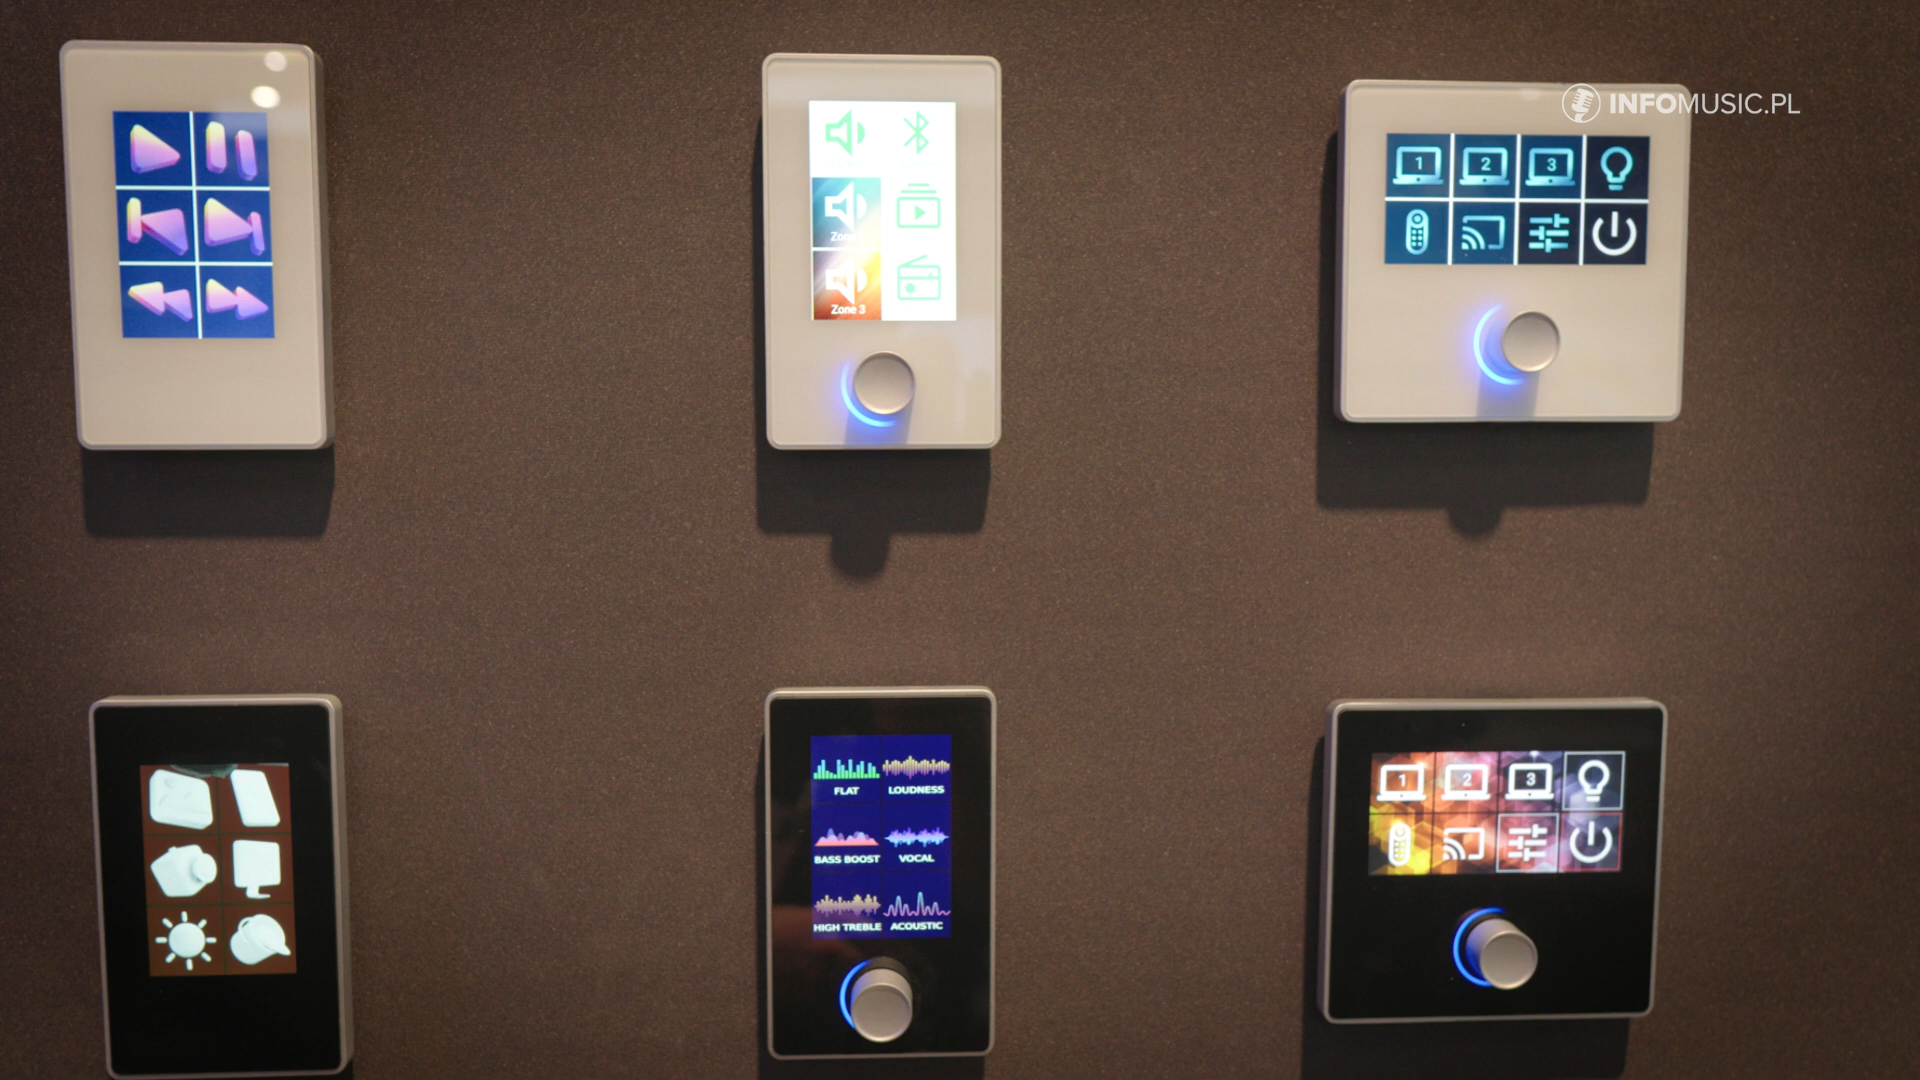 INFOMUSIC.PL
1 2 3
Zone 3
FLAT LOUDNESS
BASS BOOST VOCAL
HIGH TREBLE ACOUSTIC
1 2 3